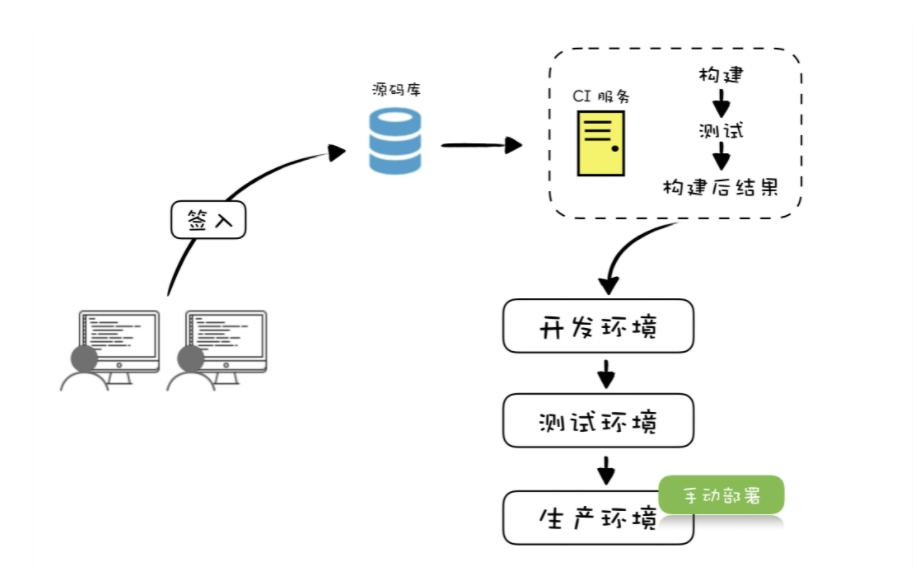 源码库
CI 服务
构建
测试
构建后结果
签入
开发环境
测试环境
生产环境
手动部署